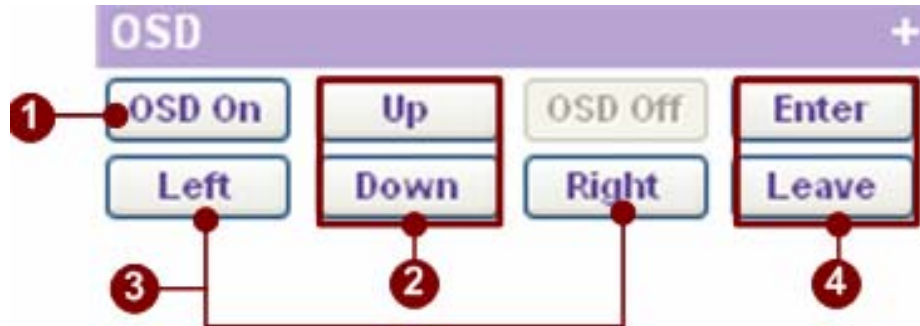 OSD +
1 OSD On Up OSD Off Enter
Left Down Right Leave
3 2 4